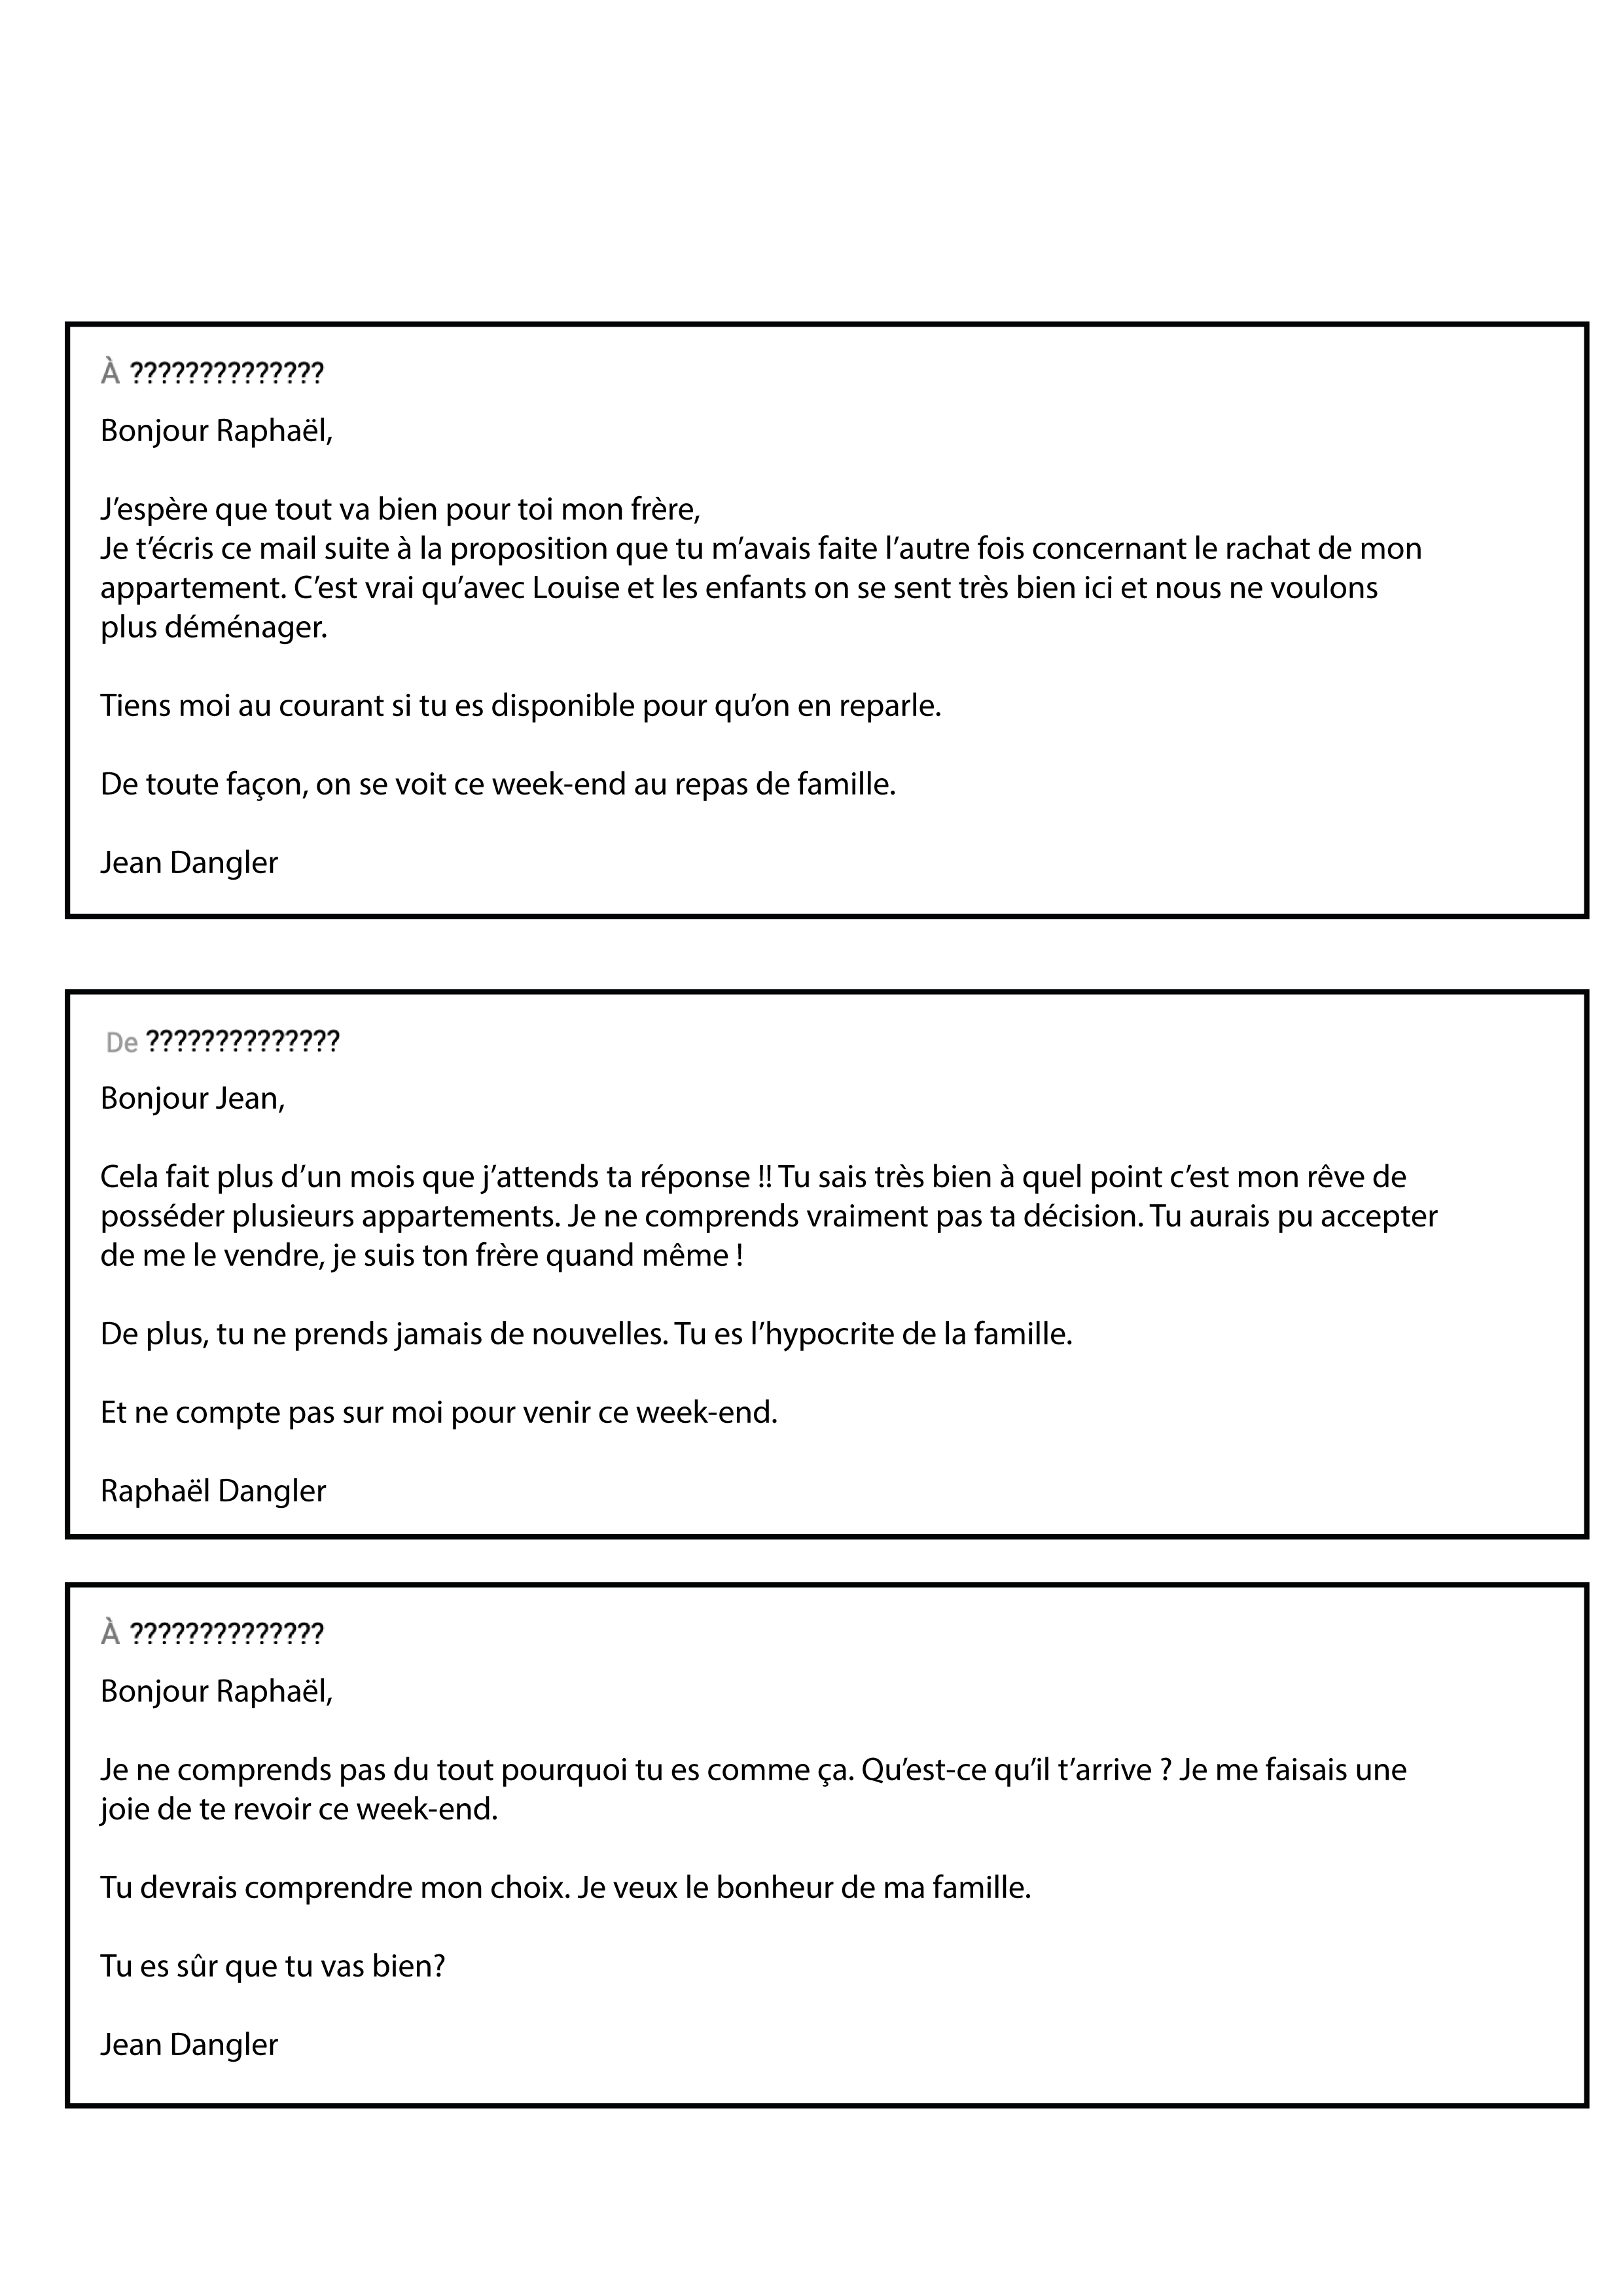 À ??????????????
Bonjour Raphaël,
J’espère que tout va bien pour toi mon frère,
Je t’écris ce mail suite à la proposition que tu m’avais faite l’autre fois concernant le rachat de mon
appartement. C’est vrai qu’avec Louise et les enfants on se sent très bien ici et nous ne voulons
plus déménager.
Tiens moi au courant si tu es disponible pour qu’on en reparle.
De toute façon, on se voit ce week-end au repas de famille.
Jean Dangler
De ??????????????
Bonjour Jean,
Cela fait plus d’un mois que j’attends ta réponse !! Tu sais très bien à quel point c’est mon rêve de
posséder plusieurs appartements. Je ne comprends vraiment pas ta décision. Tu aurais pu accepter
de me le vendre, je suis ton frère quand même !
De plus, tu ne prends jamais de nouvelles. Tu es l’hypocrite de la famille.
Et ne compte pas sur moi pour venir ce week-end.
Raphaël Dangler
À ??????????????
Bonjour Raphaël,
Je ne comprends pas du tout pourquoi tu es comme ça. Qu’est-ce qu’il t’arrive ? Je me faisais une
joie de te revoir ce week-end.
Tu devrais comprendre mon choix. Je veux le bonheur de ma famille.
Tu es sûr que tu vas bien?
Jean Dangler